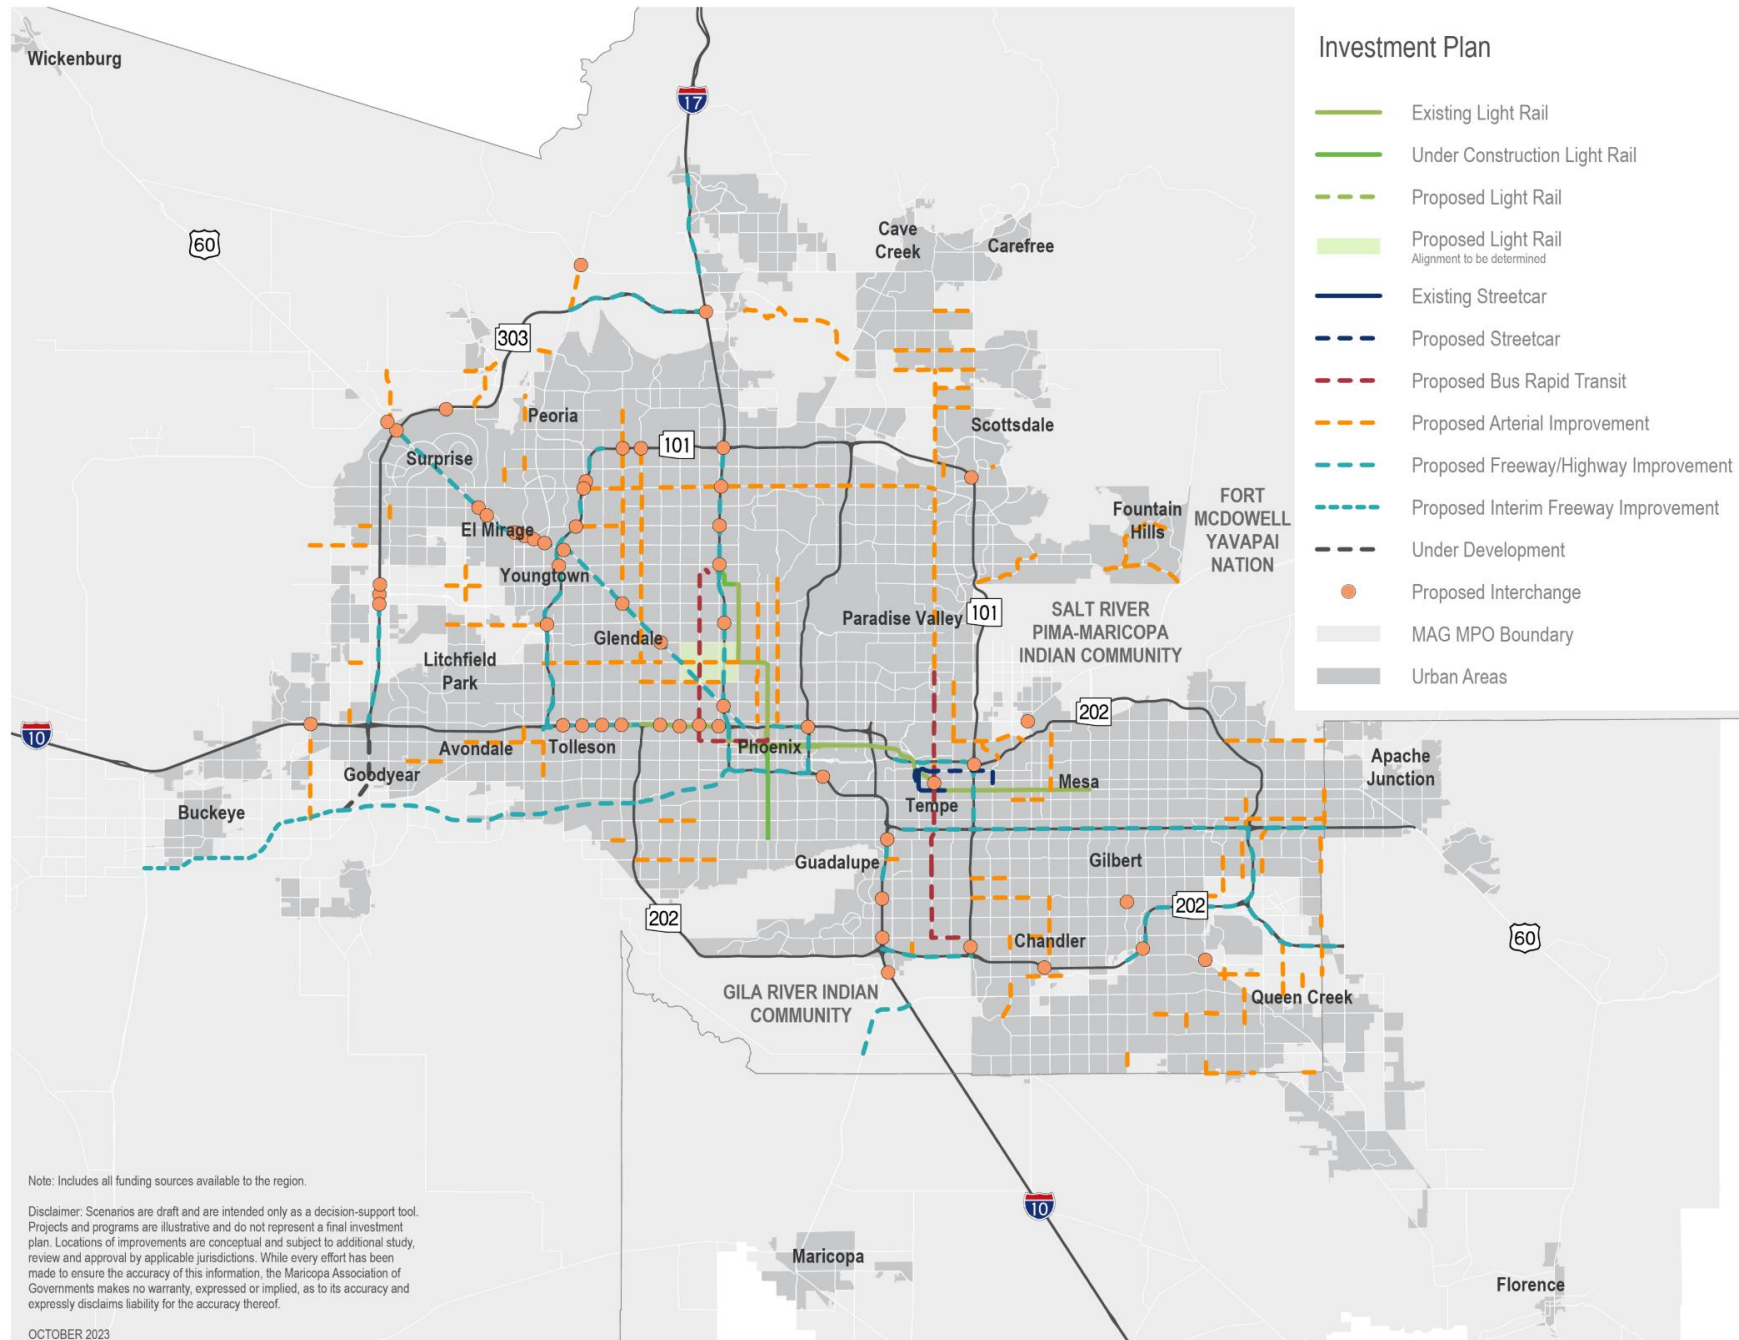 Wickenburg
17
60
Cave
Creek
Carefree
303
Peoria
101
Scottsdale
Surprise
El Mirage
Fountain
Hills
FORT
MCDOWELL
YAVAPAI
NATION
Youngtown
Paradise Valley
101
SALT RIVER
PIMA-MARICOPA
INDIAN COMMUNITY
Glendale
Litchfield
Park
202
10
Avondale
Tolleson
Phoenix
Goodyear
Apache
Junction
Mesa
Buckeye
Tempe
Guadalupe
Gilbert
202
202
Chandler
60
GILA RIVER INDIAN
COMMUNITY
Queen Creek
10
Maricopa
Florence
Investment Plan
Existing Light Rail
Under Construction Light Rail
Proposed Light Rail
Proposed Light Rail
Alignment to be determined
Existing Streetcar
Proposed Streetcar
Proposed Bus Rapid Transit
Proposed Arterial Improvement
Proposed Freeway/Highway Improvement
Proposed Interim Freeway Improvement
Under Development
Proposed Interchange
MAG MPO Boundary
Urban Areas
Note: Includes all funding sources available to the region.
Disclaimer: Scenarios are draft and are intended only as a decision-support tool.
Projects and programs are illustrative and do not represent a final investment
plan. Locations of improvements are conceptual and subject to additional study,
review and approval by applicable jurisdictions. While every effort has been
made to ensure the accuracy of this information, the Maricopa Association of
Governments makes no warranty, expressed or implied, as to its accuracy and
expressly disclaims liability for the accuracy thereof.
OCTOBER 2023